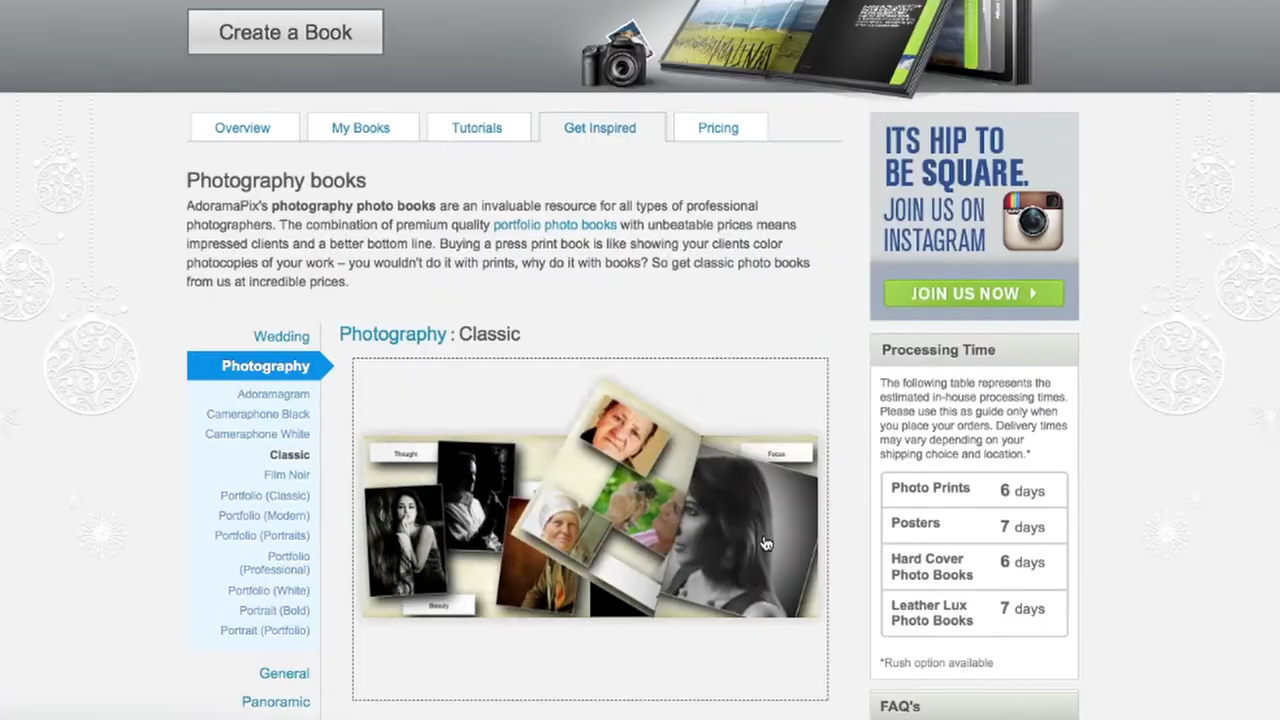 Create a Book
Overview
My Books
Tutorials
Get Inspired
Pricing
Photography books
AdoramaPix's photography photo books are an invaluable resource for all types of professional
photographers. The combination of premium quality portfolio photo books with unbeatable prices means
impressed clients and a better bottom line. Buying a press print book is like showing your clients color
photocopies of your work – you wouldn't do it with prints, why do it with books? So get classic photo books
from us at incredible prices.
Wedding
Photography
Adoramagram
Cameraphone Black
Cameraphone White
Classic
Film Noir
Portfolio (Classic)
Portfolio (Modern)
Portfolio (Portraits)
Portfolio
(Professional)
Portfolio (White)
Portrait (Bold)
Portrait (Portfolio)
General
Panoramic
Photography : Classic
Thought
Focus
Beauty
ITS HIP TO
BE SQUARE.
JOIN US ON
INSTAGRAM
JOIN US NOW
Processing Time
The following table represents the
estimated in-house processing times.
Please use this as guide only when
you place your orders. Delivery times
may vary depending on your
shipping choice and location.*
Photo Prints 6 days
Posters 7 days
Hard Cover
Photo Books 6 days
Leather Lux
Photo Books 7 days
*Rush option available
FAQ's